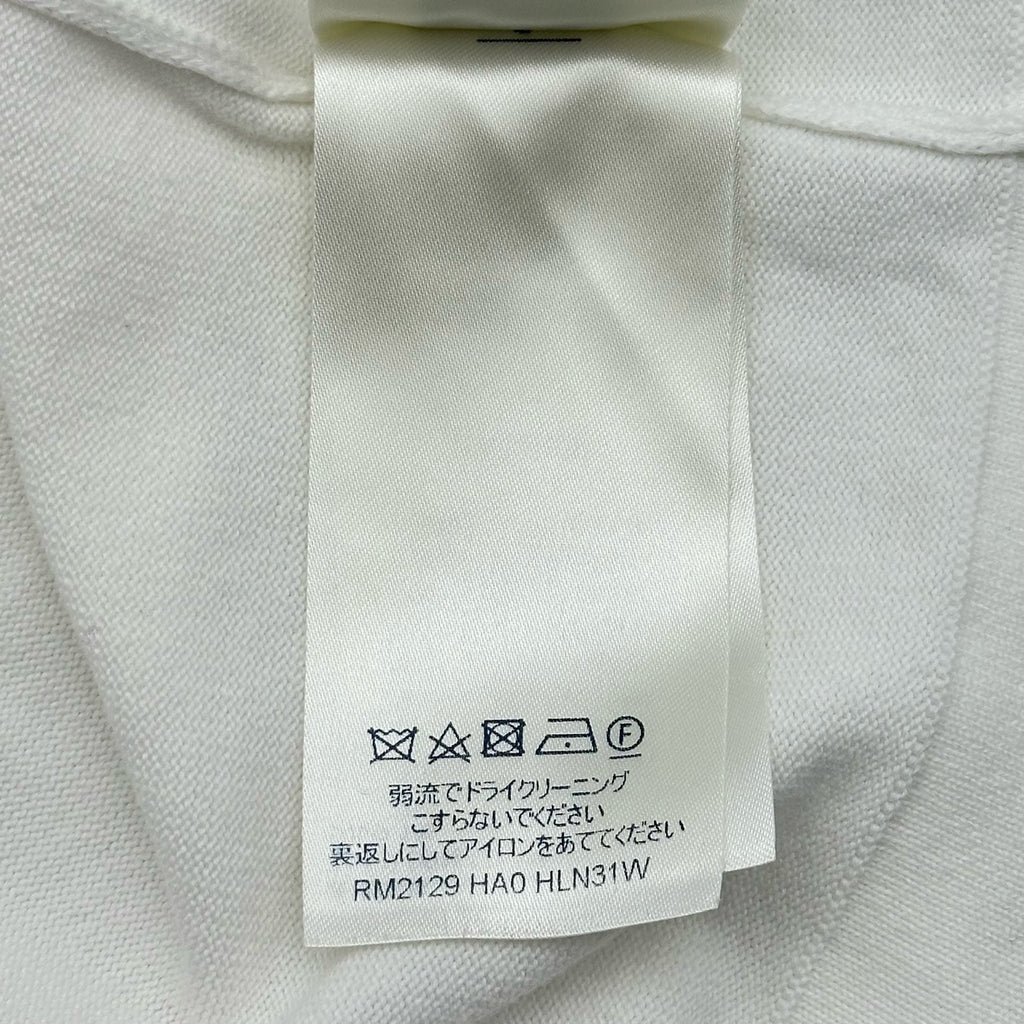 F
弱流でドライクリーニング
こすらないでください
裏返しにしてアイロンをあててください
RM2129 HA0 HLN31W